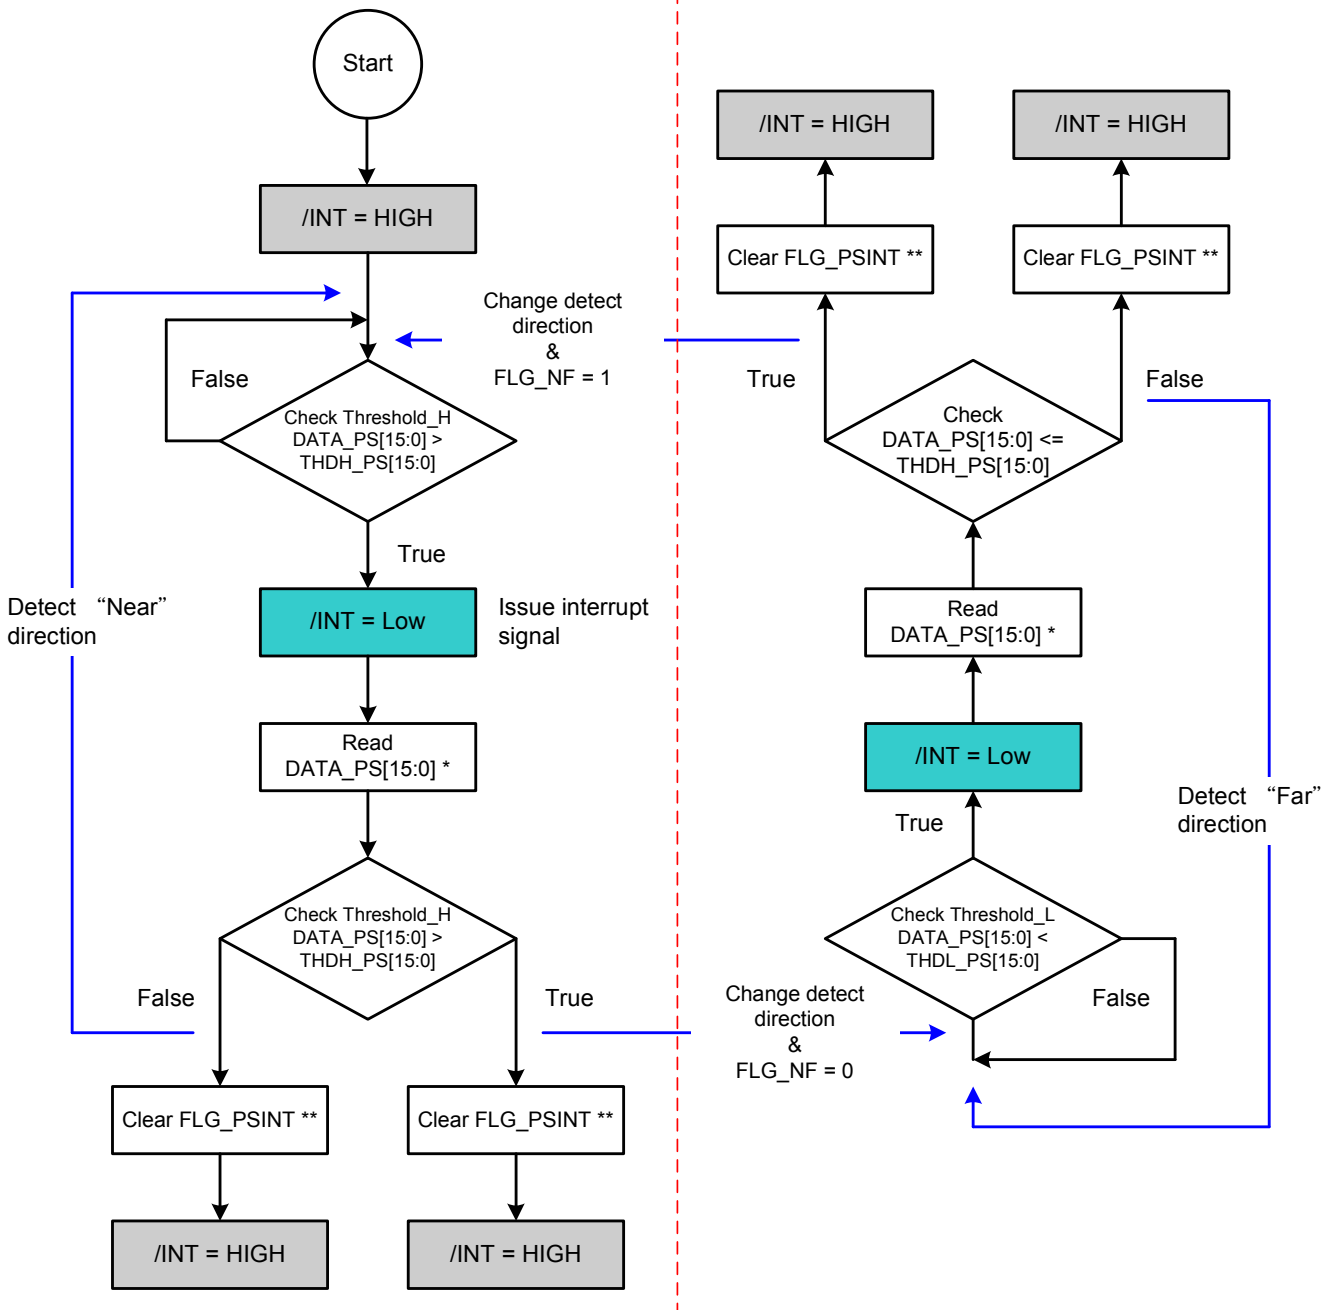 Start
/INT = HIGH
Change detect
direction
&
FLG_NF = 1
False
Check Threshold_H
DATA_PS[15:0] >
THDH_PS[15:0]
True
Detect “Near”
direction
/INT = Low
Issue interrupt
signal
Read
DATA_PS[15:0] *
Check Threshold_H
DATA_PS[15:0] >
THDH_PS[15:0]
False
True
Clear FLG_PSINT **
Clear FLG_PSINT **
/INT = HIGH
/INT = HIGH
/INT = HIGH
/INT = HIGH
Clear FLG_PSINT **
Clear FLG_PSINT **
True
False
Check
DATA_PS[15:0] <=
THDH_PS[15:0]
Read
DATA_PS[15:0] *
/INT = Low
Detect “Far”
direction
True
Check Threshold_L
DATA_PS[15:0] <
THDL_PS[15:0]
False
Change detect
direction
&
FLG_NF = 0